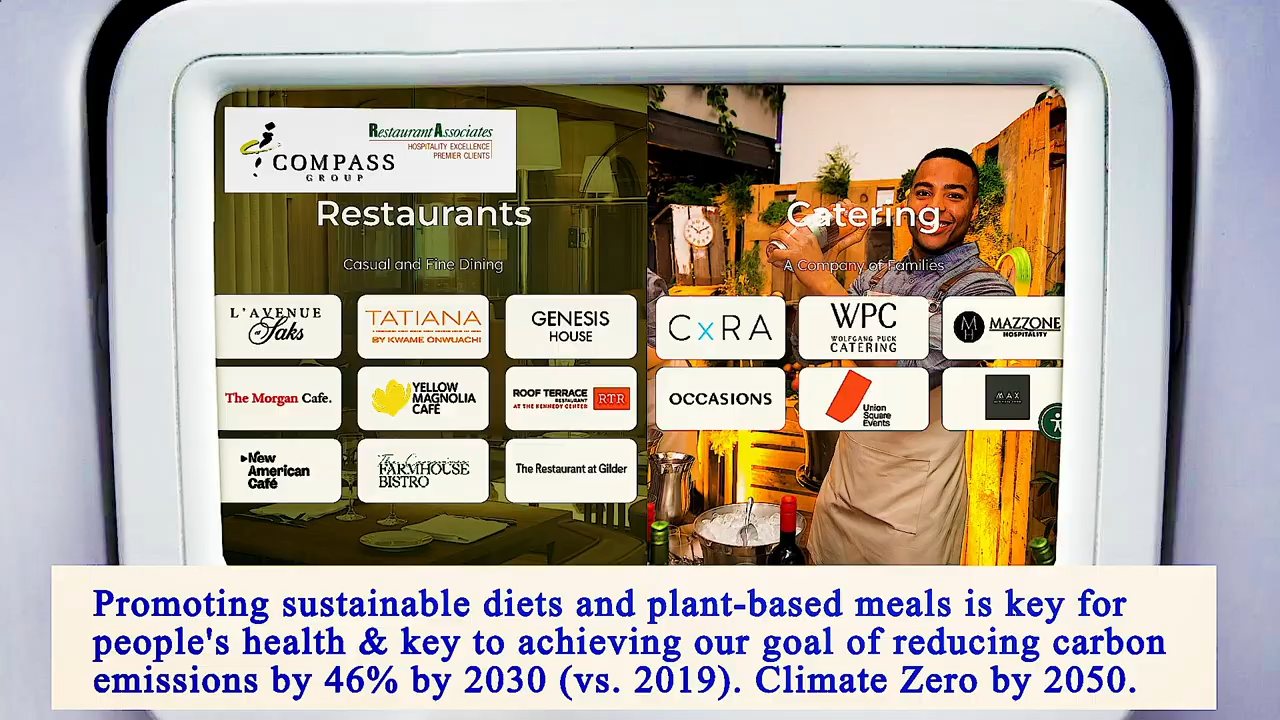 COMPASS
GROUP
Restaurant Associates
HOSPITALITY EXCELLENCE
PREMIER CLIENTS
Restaurants
Casual and Fine Dining
L'AVENUE
Saks
TATIANA
BY KWAME ONWUACHI
GENESIS
HOUSE
The Morgan Cafe.
YELLOW
MAGNOLIA
CAFÉ
ROOF TERRACE
RESTAURANT
AT THE KENNEDY CENTER
RTR
New
American
Café
FARMHOUSE
BISTRO
The Restaurant at Gilder
Catering
A Company of Families
CxRA
WPC
WOLFGANG PUCK
CATERING
MH
MAZZONE
HOSPITALITY
OCCASIONS
Union
Square
Events
MAX
Promoting sustainable diets and plant-based meals is key for
people's health & key to achieving our goal of reducing carbon
emissions by 46% by 2030 (vs. 2019). Climate Zero by 2050.